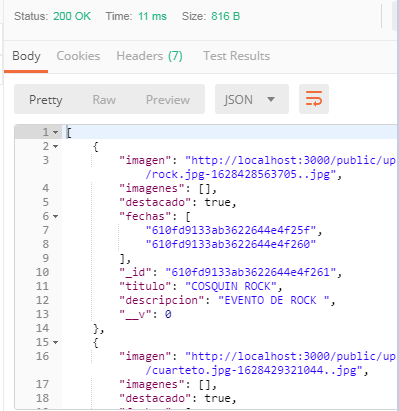 Status: 200 OK Time: 11 ms Size: 816 B
Body Cookies Headers (7) Test Results
Pretty Raw Preview JSON
1 [
2 {
3 "imagen": "http://localhost:3000/public/up
/rock.jpg-1628428563705..jpg",
4 "imagenes": [],
5 "destacado": true,
6 "fechas": [
7 "610fd9133ab3622644e4f25f",
8 "610fd9133ab3622644e4f260"
9 ],
10 "_id": "610fd9133ab3622644e4f261",
11 "titulo": "COSQUIN ROCK",
12 "descripcion": "EVENTO DE ROCK ",
13 "__v": 0
14 },
15 {
16 "imagen": "http://localhost:3000/public/up
/cuarteto.jpg-1628429321044..jpg",
17 "imagenes": [],
18 "destacado": true,